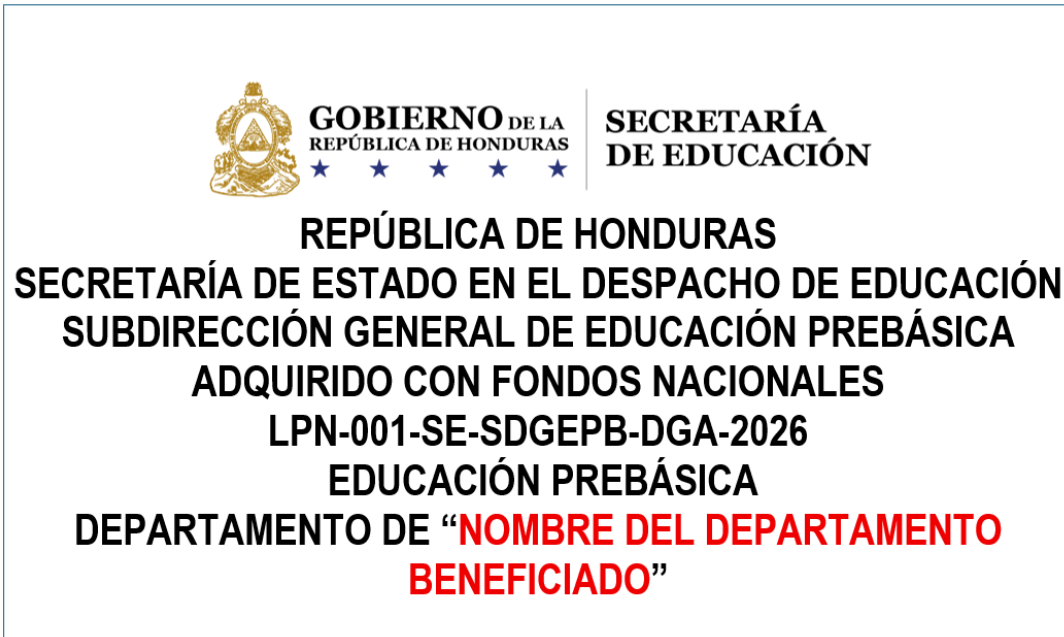 GOBIERNO DE LA
REPÚBLICA DE HONDURAS
SECRETARÍA
DE EDUCACIÓN
REPÚBLICA DE HONDURAS
SECRETARÍA DE ESTADO EN EL DESPACHO DE EDUCACIÓN
SUBDIRECCIÓN GENERAL DE EDUCACIÓN PREBÁSICA
ADQUIRIDO CON FONDOS NACIONALES
LPN-001-SE-SDGEPB-DGA-2026
EDUCACIÓN PREBÁSICA
DEPARTAMENTO DE “NOMBRE DEL DEPARTAMENTO
BENEFICIADO”